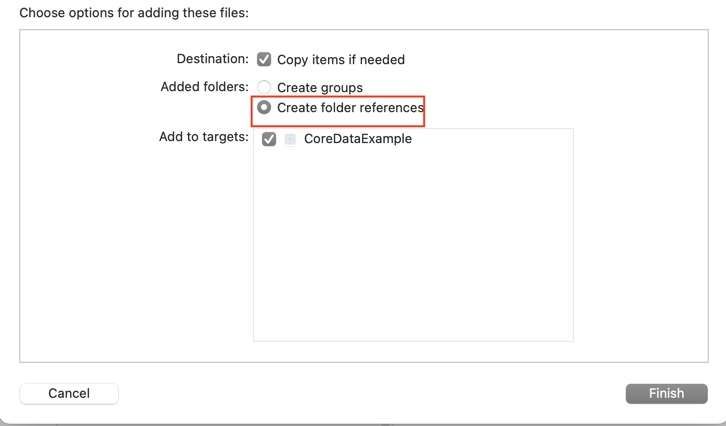 Choose options for adding these files:
Destination: Copy items if needed
Added folders: Create groups
Create folder references
Add to targets: CoreDataExample
Cancel Finish